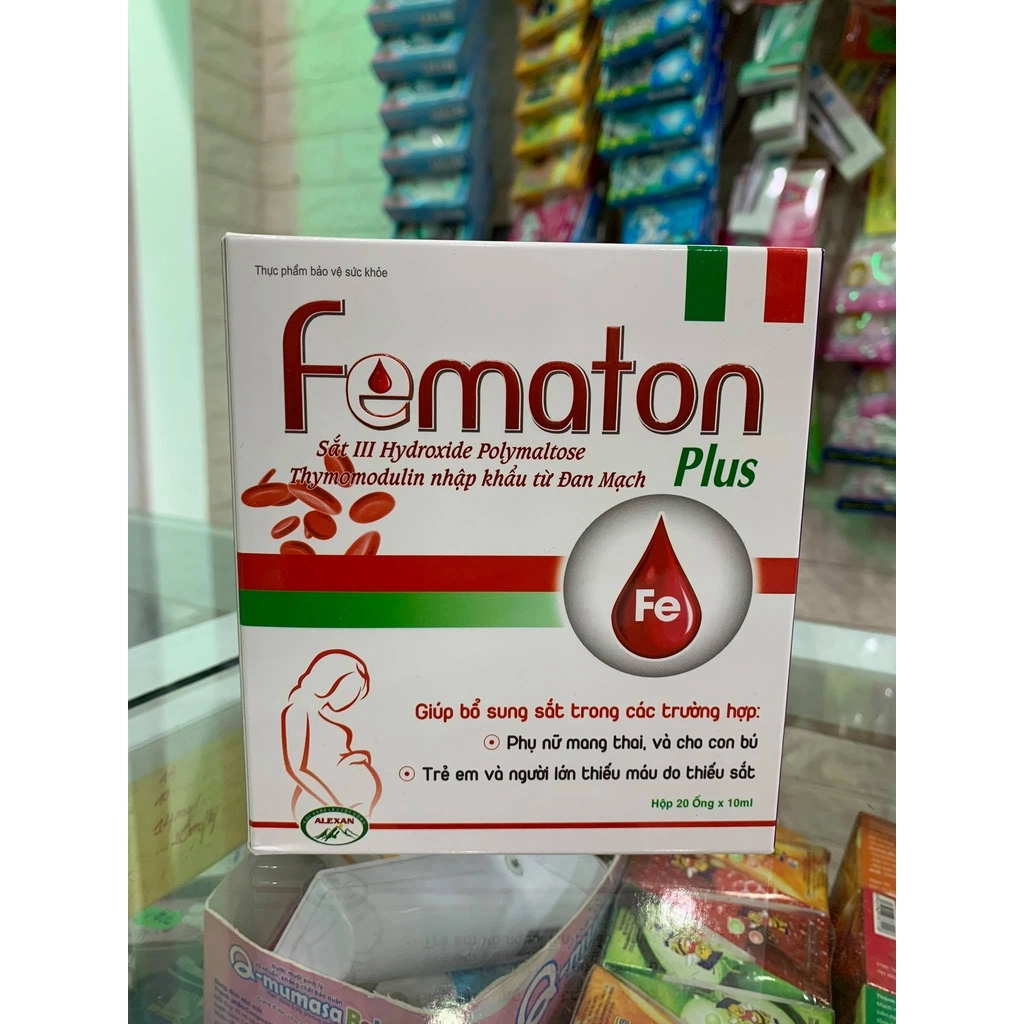 Thực phẩm bảo vệ sức khỏe
Fematon
Sắt III Hydroxide Polymaltose
Thymomodulin nhập khẩu từ Đan Mạch
Plus
Fe
Giúp bổ sung sắt trong các trường hợp:
Phụ nữ mang thai, và cho con bú
Trẻ em và người lớn thiếu máu do thiếu sắt
Hộp 20 Ống x 10ml
ALEXAN
a-mumasa